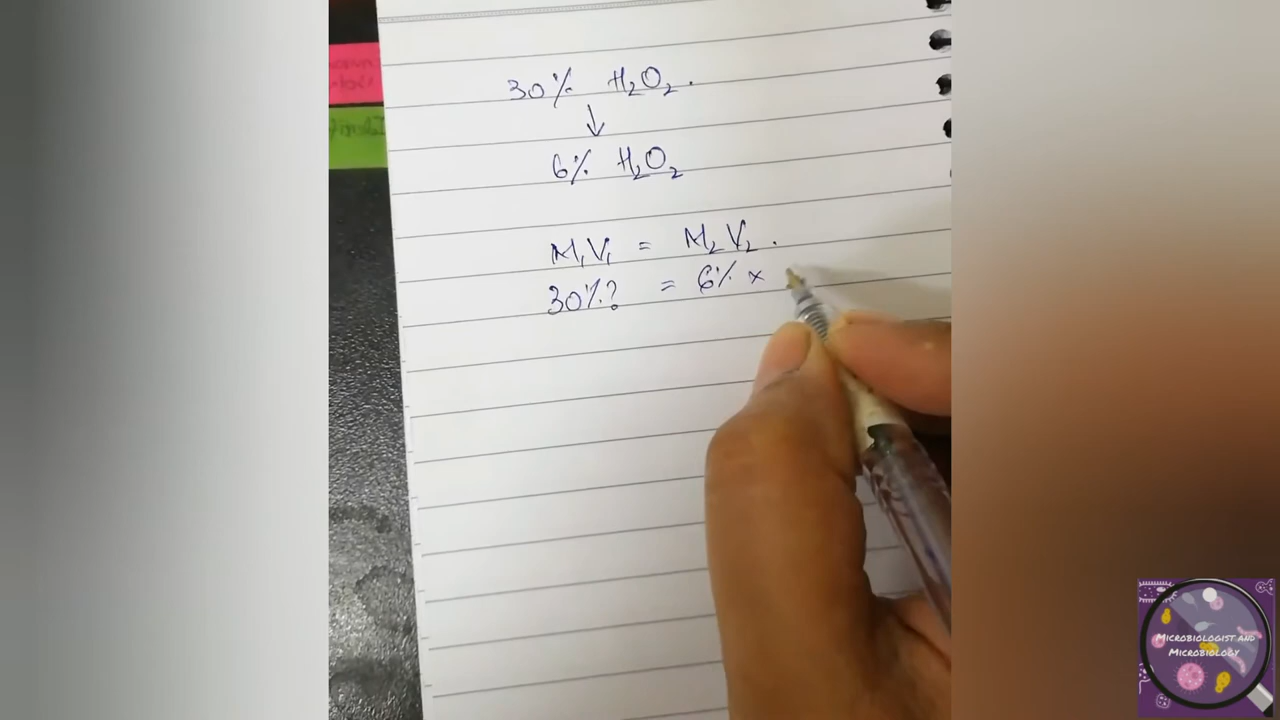 30% H₂O₂.
↓
6% H₂O₂
M₁V₁ = M₂V₂.
30%? = 6% ×
MICROBIOLOGIST AND
MICROBIOLOGY